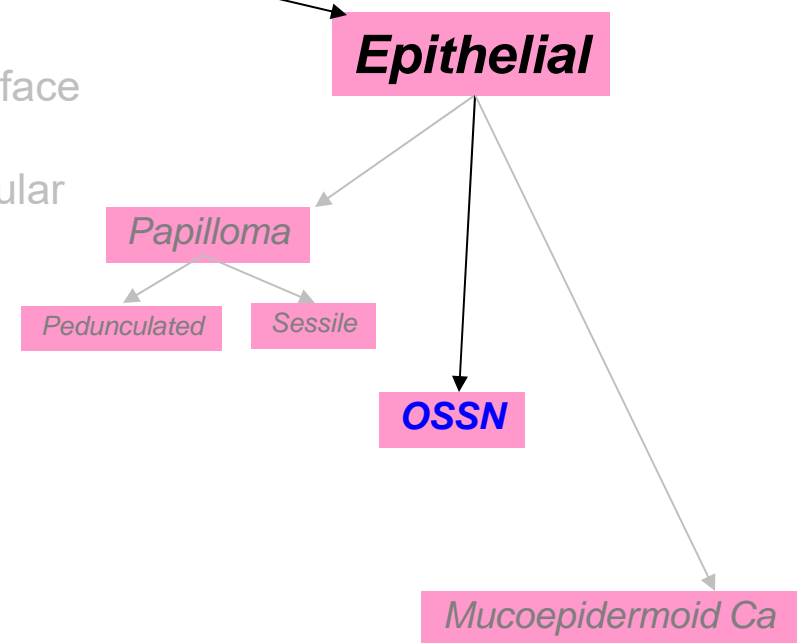 Epithelial
face
ular
Papilloma
Pedunculated
Sessile
OSSN
Mucoepidermoid Ca